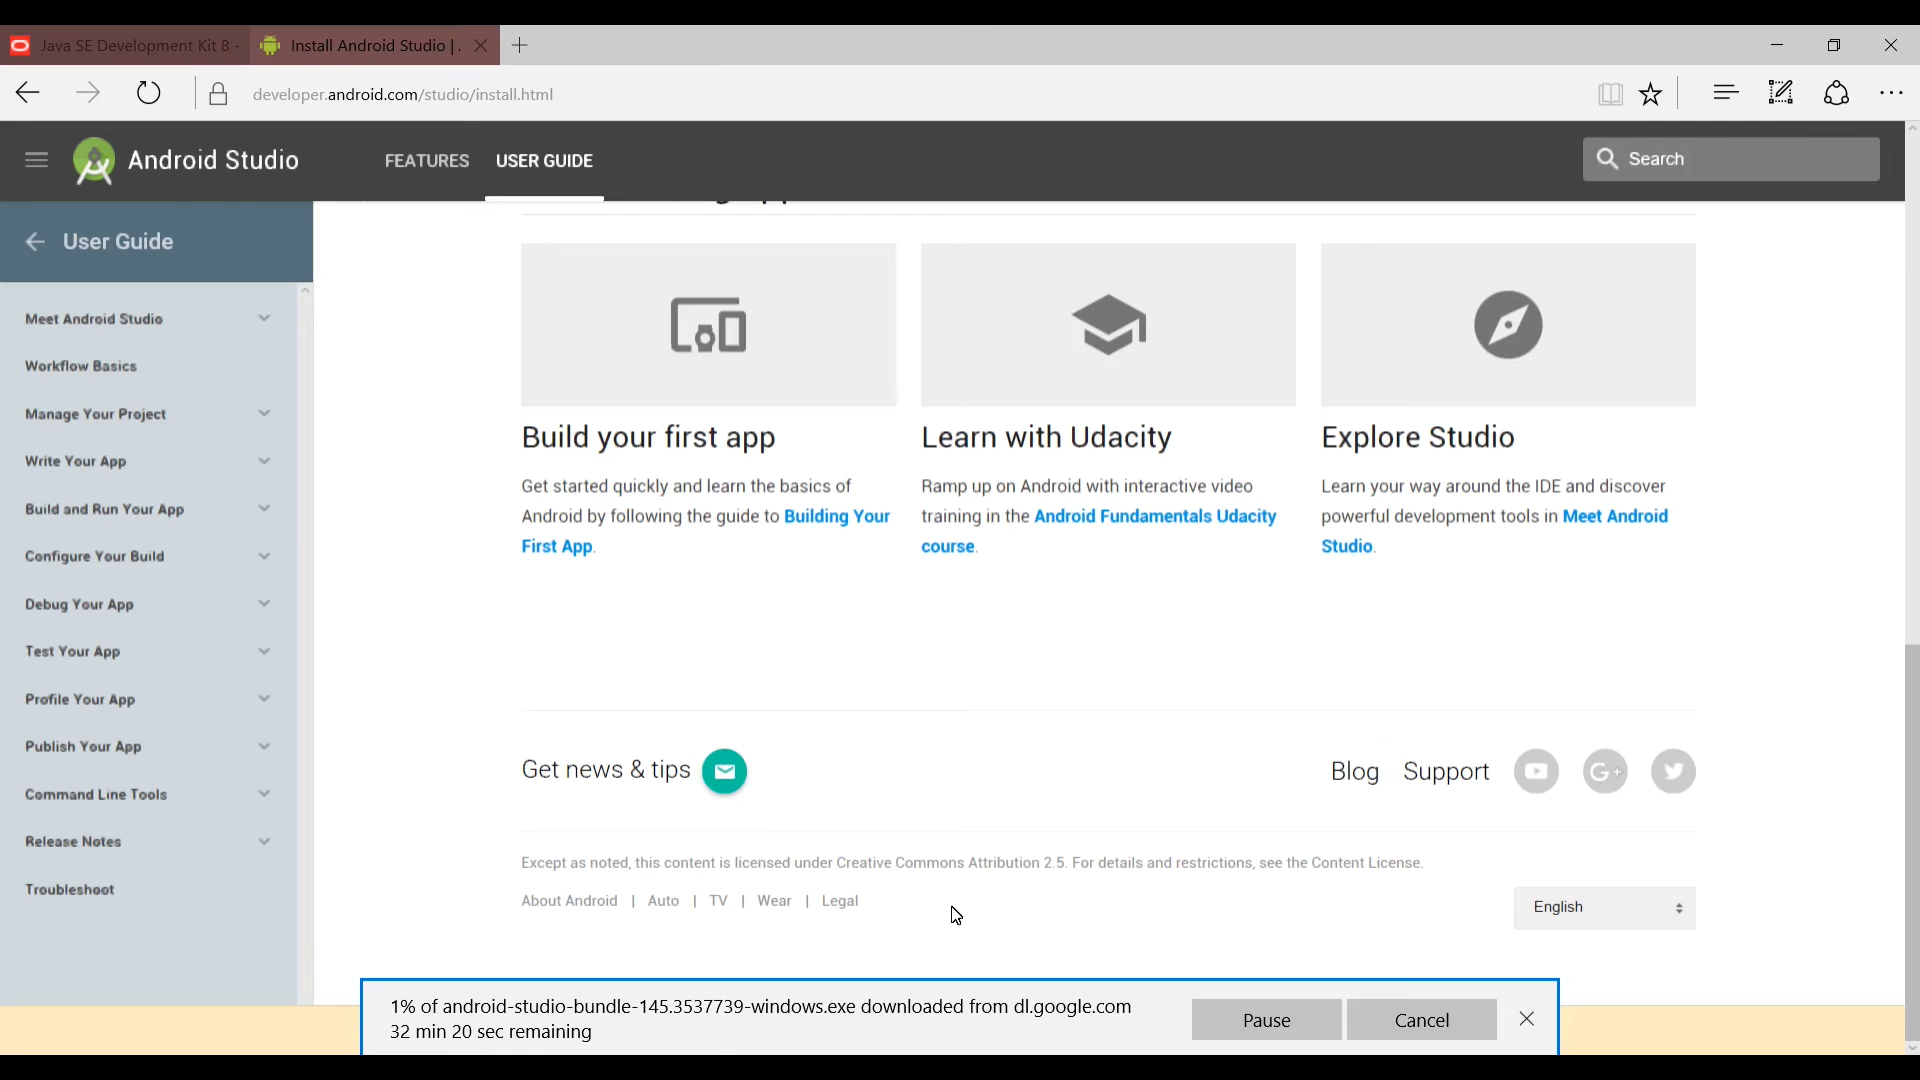 Java SE Development Kit 8 -
Install Android Studio | .
developer.android.com/studio/install.html
Android Studio
FEATURES
USER GUIDE
Search
User Guide
Meet Android Studio
Workflow Basics
Manage Your Project
Write Your App
Build and Run Your App
Configure Your Build
Debug Your App
Test Your App
Profile Your App
Publish Your App
Command Line Tools
Release Notes
Troubleshoot
Build your first app
Get started quickly and learn the basics of
Android by following the guide to Building Your
First App.
Learn with Udacity
Ramp up on Android with interactive video
training in the Android Fundamentals Udacity
course.
Explore Studio
Learn your way around the IDE and discover
powerful development tools in Meet Android
Studio.
Get news & tips
Blog
Support
G+
Except as noted, this content is licensed under Creative Commons Attribution 2.5. For details and restrictions, see the Content License.
About Android | Auto | TV | Wear | Legal
English
1% of android-studio-bundle-145.3537739-windows.exe downloaded from dl.google.com
32 min 20 sec remaining
Pause
Cancel